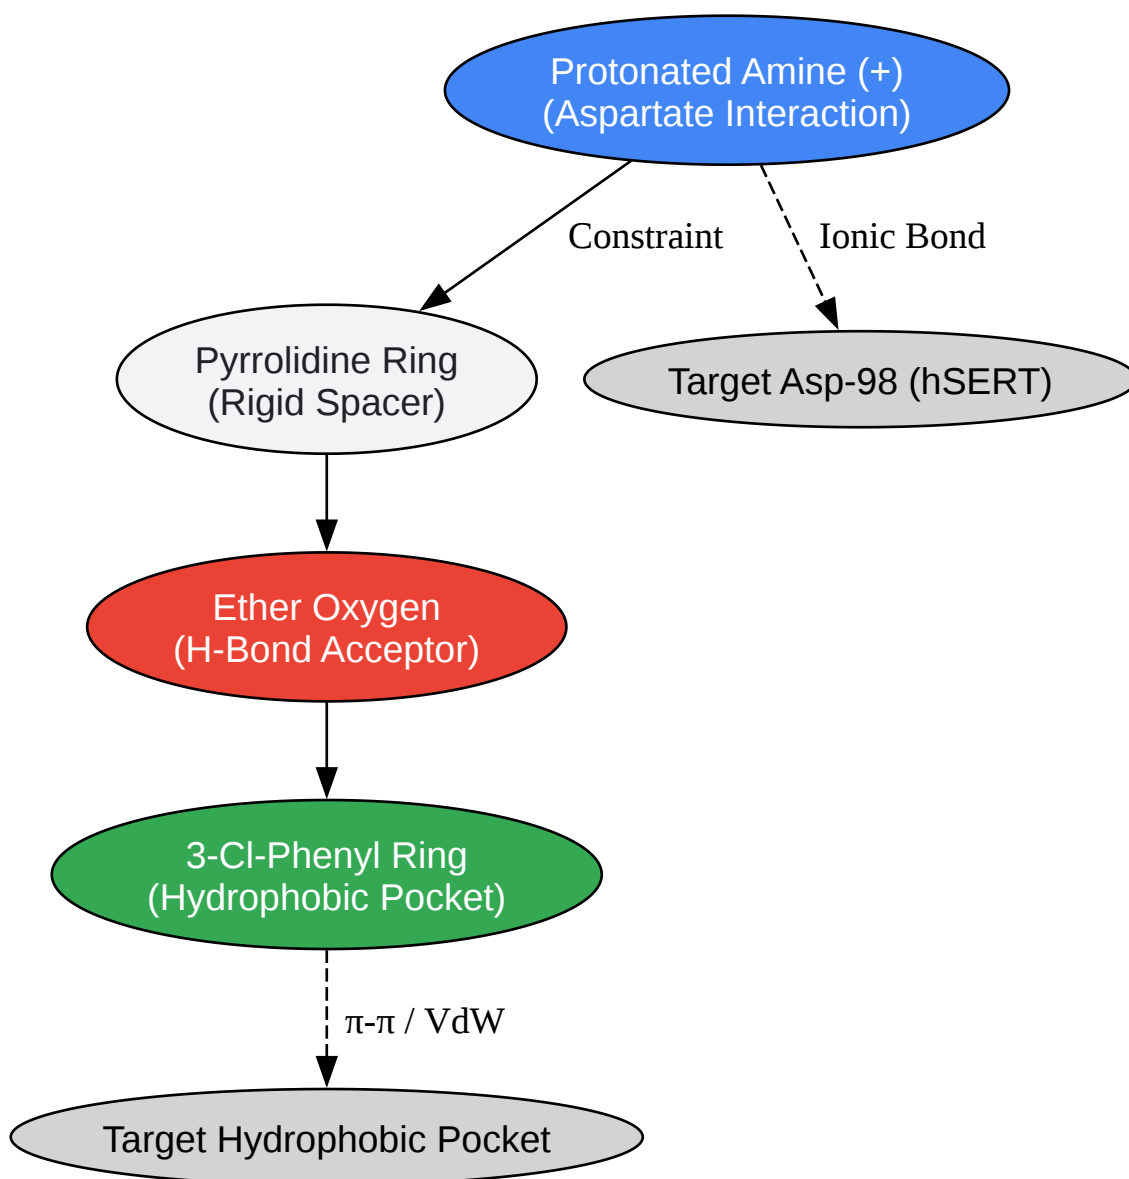 Protonated Amine (+)
(Aspartate Interaction)
Constraint
Ionic Bond
Pyrrolidine Ring
(Rigid Spacer)
Target Asp-98 (hSERT)
Ether Oxygen
(H-Bond Acceptor)
3-Cl-Phenyl Ring
(Hydrophobic Pocket)
π-π / VdW
Target Hydrophobic Pocket